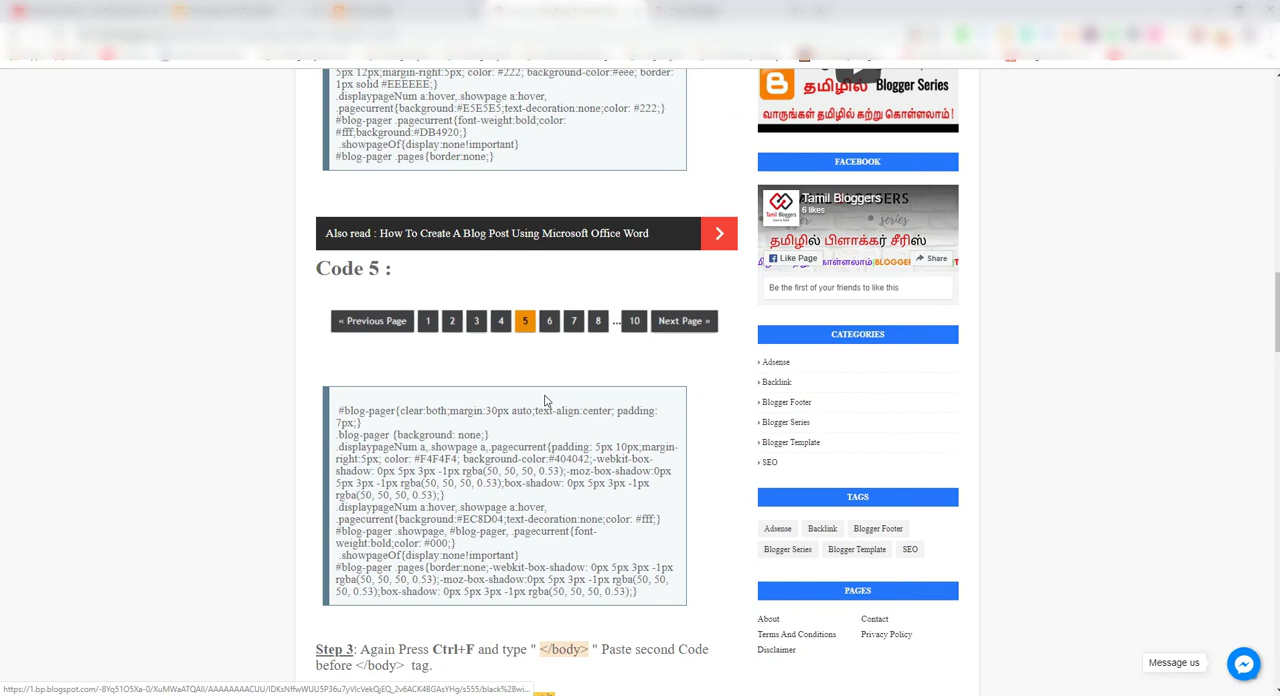 5px 12px;margin-right:5px; color: #222; background-color:#eee; border:
1px solid #EEEEEE;}
.displaypageNum a:hover,.showpage a:hover,
.pagecurrent{background:#E5E5E5;text-decoration:none;color: #222;}
#blog-pager .pagecurrent{font-weight:bold;color:
#fff;background:#DB4920;}
.showpageOf{display:none!important}
#blog-pager .pages{border:none;}
Also read : How To Create A Blog Post Using Microsoft Office Word
Code 5 :
« Previous Page 1 2 3 4 5 6 7 8 ... 10 Next Page »
#blog-pager{clear:both;margin:30px auto;text-align:center; padding:
7px;}
.blog-pager {background: none;}
.displaypageNum a,.showpage a,.pagecurrent{padding: 5px 10px;margin-
right:5px; color: #F4F4F4; background-color:#404042;-webkit-box-
shadow: 0px 5px 3px -1px rgba(50, 50, 50, 0.53);-moz-box-shadow:0px
5px 3px -1px rgba(50, 50, 50, 0.53);box-shadow: 0px 5px 3px -1px
rgba(50, 50, 50, 0.53);}
.displaypageNum a:hover,.showpage a:hover,
.pagecurrent{background:#EC8D04;text-decoration:none;color: #fff;}
#blog-pager .showpage, #blog-pager, .pagecurrent{font-
weight:bold;color: #000;}
.showpageOf{display:none!important}
#blog-pager .pages{border:none;-webkit-box-shadow: 0px 5px 3px -1px
rgba(50, 50, 50, 0.53);-moz-box-shadow:0px 5px 3px -1px rgba(50, 50,
50, 0.53);box-shadow: 0px 5px 3px -1px rgba(50, 50, 50, 0.53);}
Step 3: Again Press Ctrl+F and type " </body> " Paste second Code
before </body> tag.
தமிழில் Blogger Series
வாருங்கள் தமிழில் கற்று கொள்ளலாம்!
FACEBOOK
Tamil Bloggers
6 likes
series
தமிழில் பிளாக்கர் சீரிஸ்
Like Page
Share
Be the first of your friends to like this
CATEGORIES
Adsense
Backlink
Blogger Footer
Blogger Series
Blogger Template
SEO
TAGS
Adsense Backlink Blogger Footer
Blogger Series Blogger Template SEO
PAGES
About Contact
Terms And Conditions Privacy Policy
Disclaimer
Message us